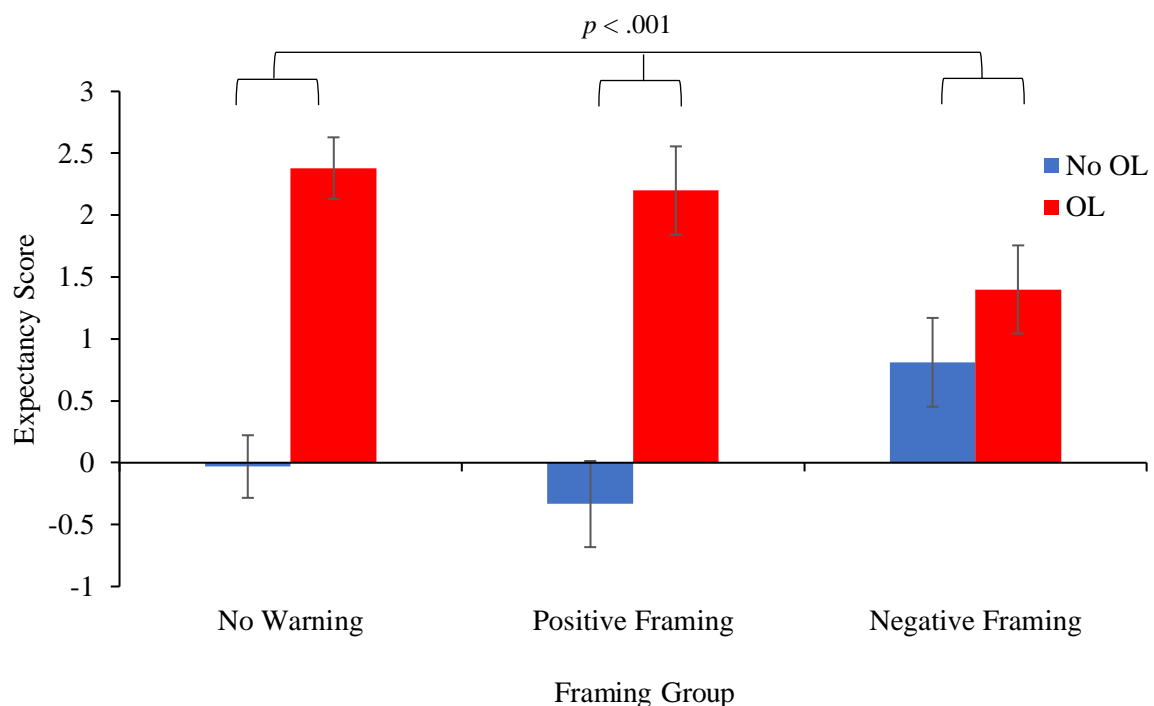 p < .001
3
2.5
2
1.5
1
0.5
0
-0.5
-1
Expectancy Score
No OL
OL
No Warning Positive Framing Negative Framing
Framing Group